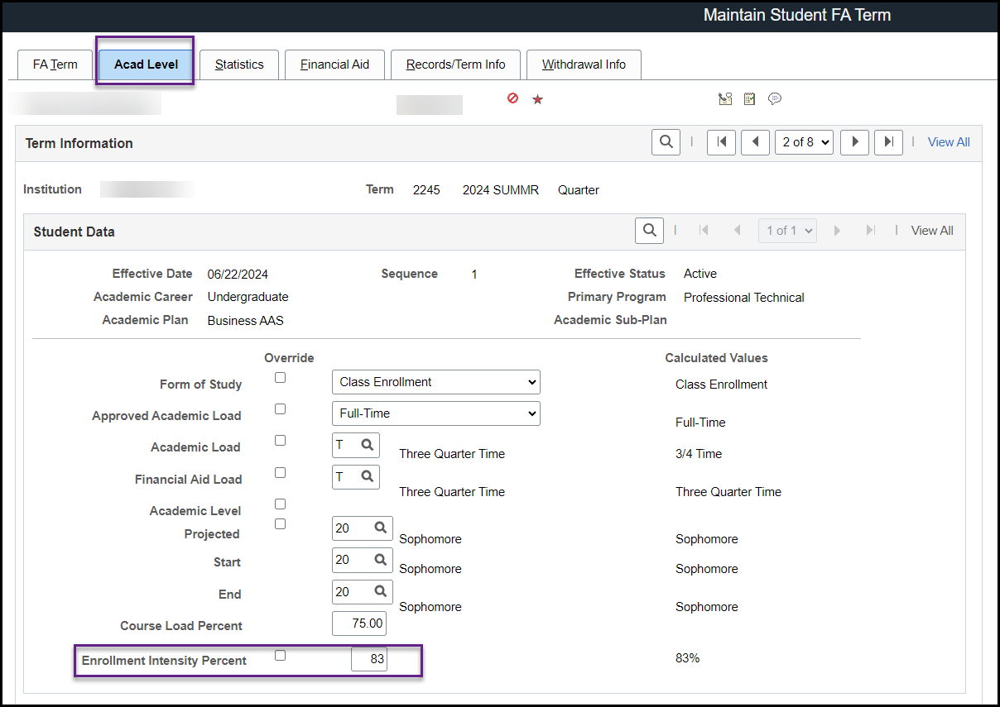 Maintain Student FA Term
FA Term Acad Level Statistics Financial Aid Records/Term Info Withdrawal Info
Term Information 2 of 8 View All
Institution Term 2245 2024 SUMMR Quarter
Student Data 1 of 1 View All
Effective Date 06/22/2024 Sequence 1 Effective Status Active
Academic Career Undergraduate Primary Program Professional Technical
Academic Plan Business AAS Academic Sub-Plan
Override Calculated Values
Form of Study Class Enrollment Class Enrollment
Approved Academic Load Full-Time Full-Time
Academic Load T Three Quarter Time 3/4 Time
Financial Aid Load T Three Quarter Time Three Quarter Time
Academic Level
Projected 20 Sophomore Sophomore
Start 20 Sophomore Sophomore
End 20 Sophomore Sophomore
Course Load Percent 75.00
Enrollment Intensity Percent 83 83%